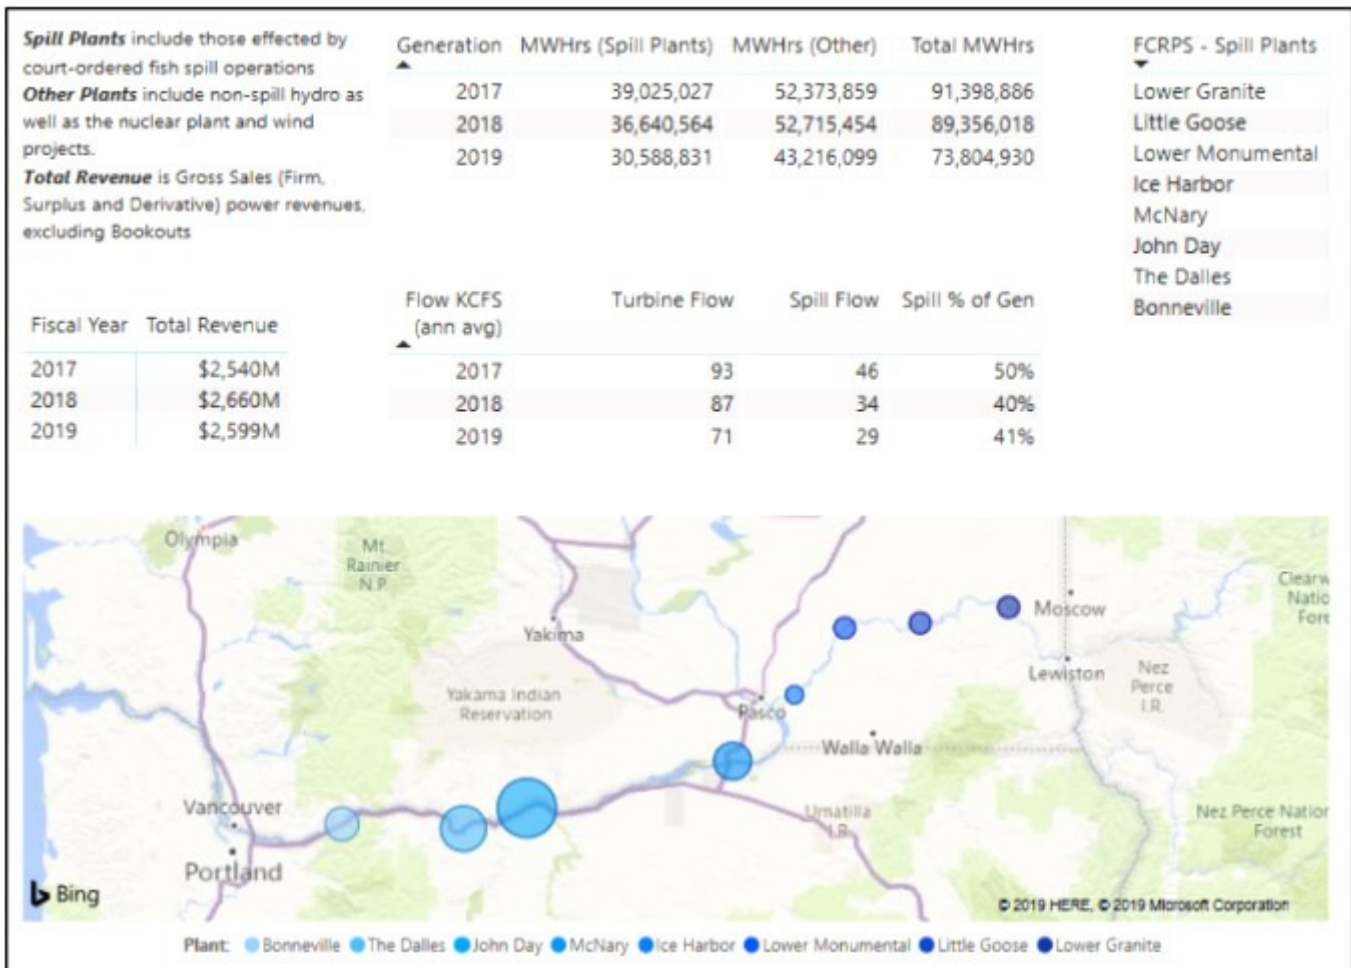 Spill Plants include those effected by
court-ordered fish spill operations
Other Plants include non-spill hydro as
well as the nuclear plant and wind
projects.
Total Revenue is Gross Sales (Firm,
Surplus and Derivative) power revenues,
excluding Bookouts
Generation MWHrs (Spill Plants) MWHrs (Other) Total MWHrs
2017 39,025,027 52,373,859 91,398,886
2018 36,640,564 52,715,454 89,356,018
2019 30,588,831 43,216,099 73,804,930
FCRPS - Spill Plants
Lower Granite
Little Goose
Lower Monumental
Ice Harbor
McNary
John Day
The Dalles
Bonneville
Fiscal Year Total Revenue
2017 $2,540M
2018 $2,660M
2019 $2,599M
Flow KCFS
(ann avg) Turbine Flow Spill Flow Spill % of Gen
2017 93 46 50%
2018 87 34 40%
2019 71 29 41%
Olympia
Mt.
Rainier
N.P.
Yakima
Yakama Indian
Reservation
Pasco
Walla Walla
Moscow
Lewiston
Nez
Perce
I.R.
Clearw
Natio
Fore
Vancouver
Portland
Umatilla
I.R.
Nez Perce Nation
Forest
Bing
© 2019 HERE, © 2019 Microsoft Corporation
Plant: Bonneville The Dalles John Day McNary Ice Harbor Lower Monumental Little Goose Lower Granite